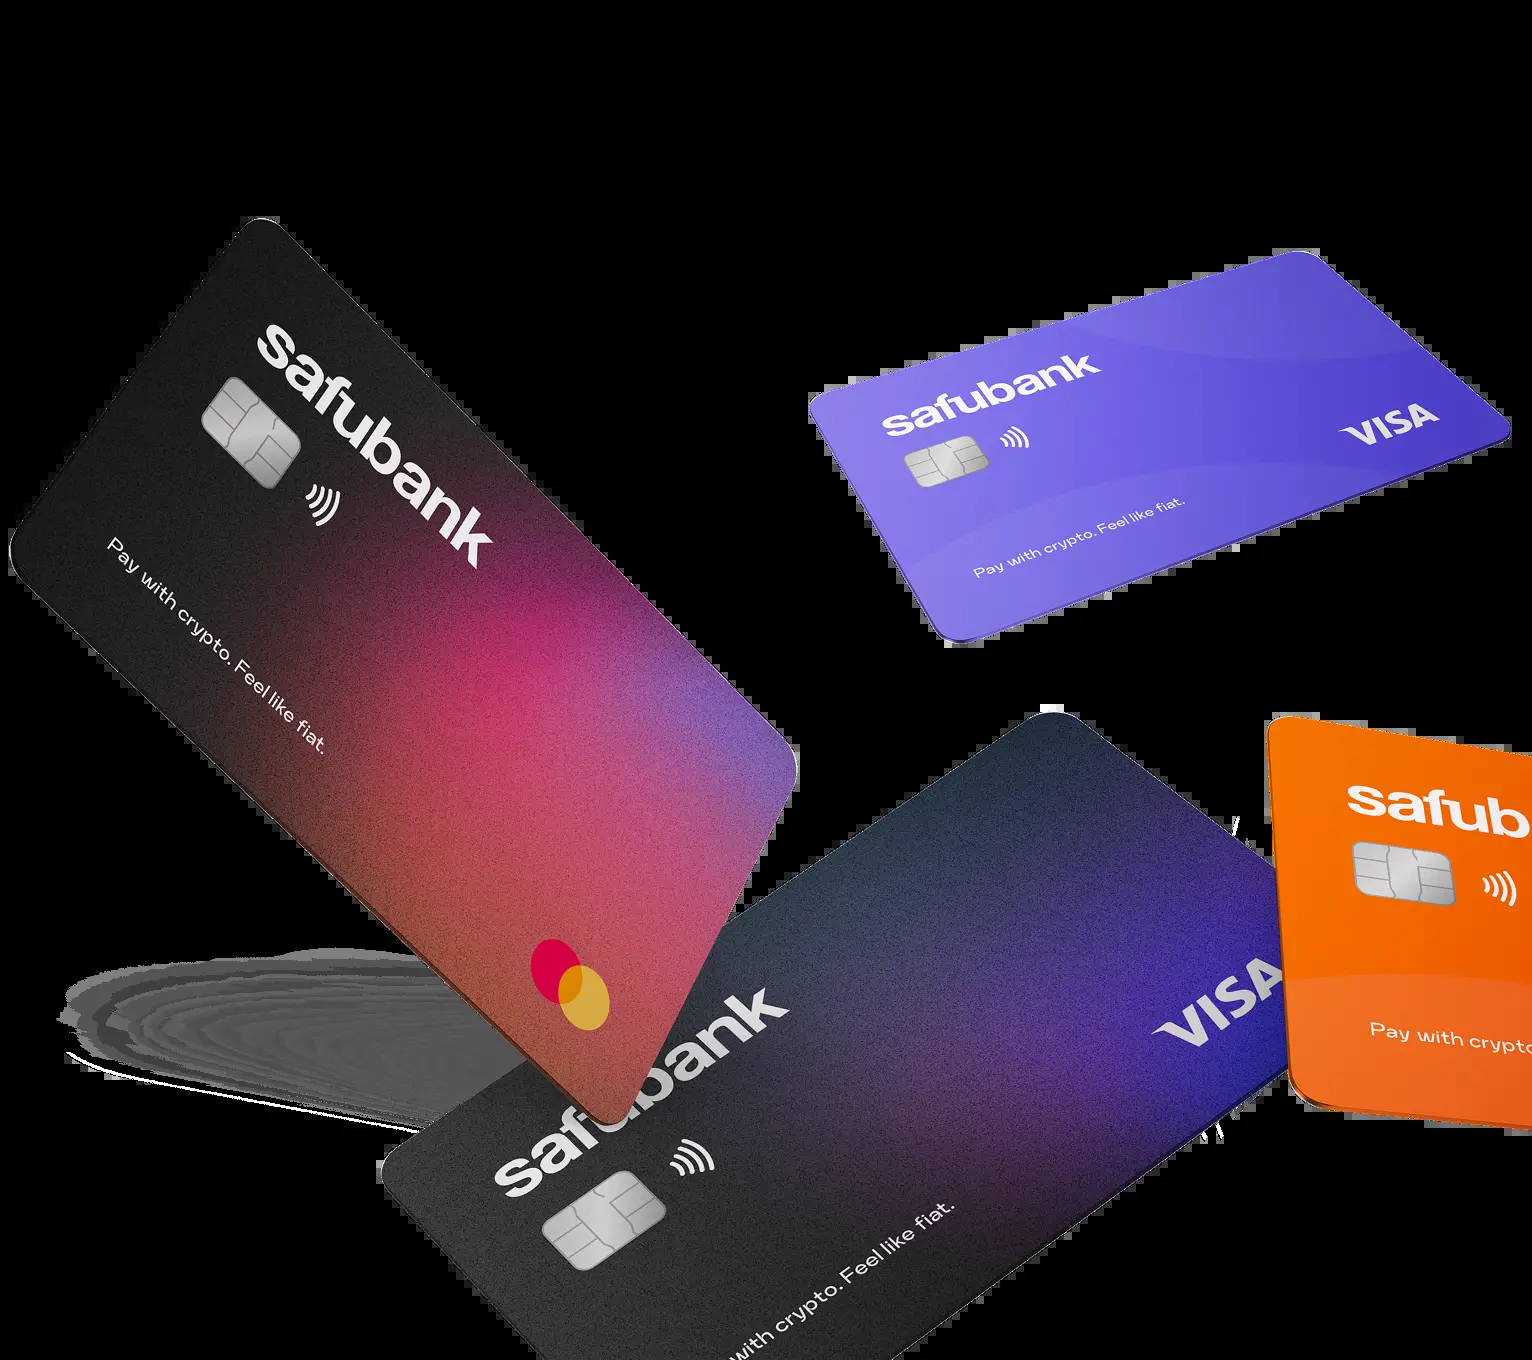 safubank
Pay with crypto. Feel like fiat.
safubank
VISA
Pay with crypto. Feel like fiat.
safubank
VISA
with crypto. Feel like fiat.
safub
Pay with crypto